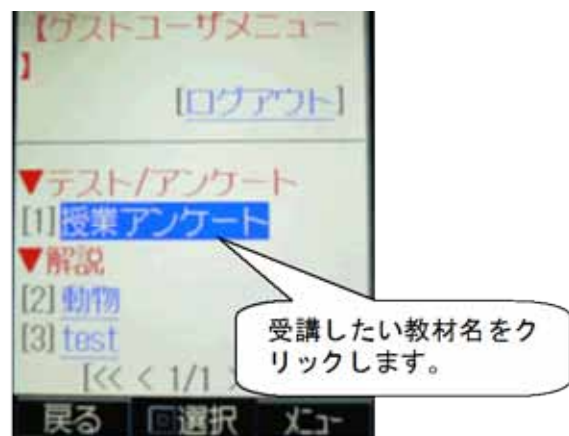 【ゲストユーザメニュー
】
[ログアウト]
▼テスト/アンケート
[1]授業アンケート
▼解説
[2]動物
[3]test
[<< < 1/1 >
受講したい教材名をク
リックします。
戻る 選択 メニュー